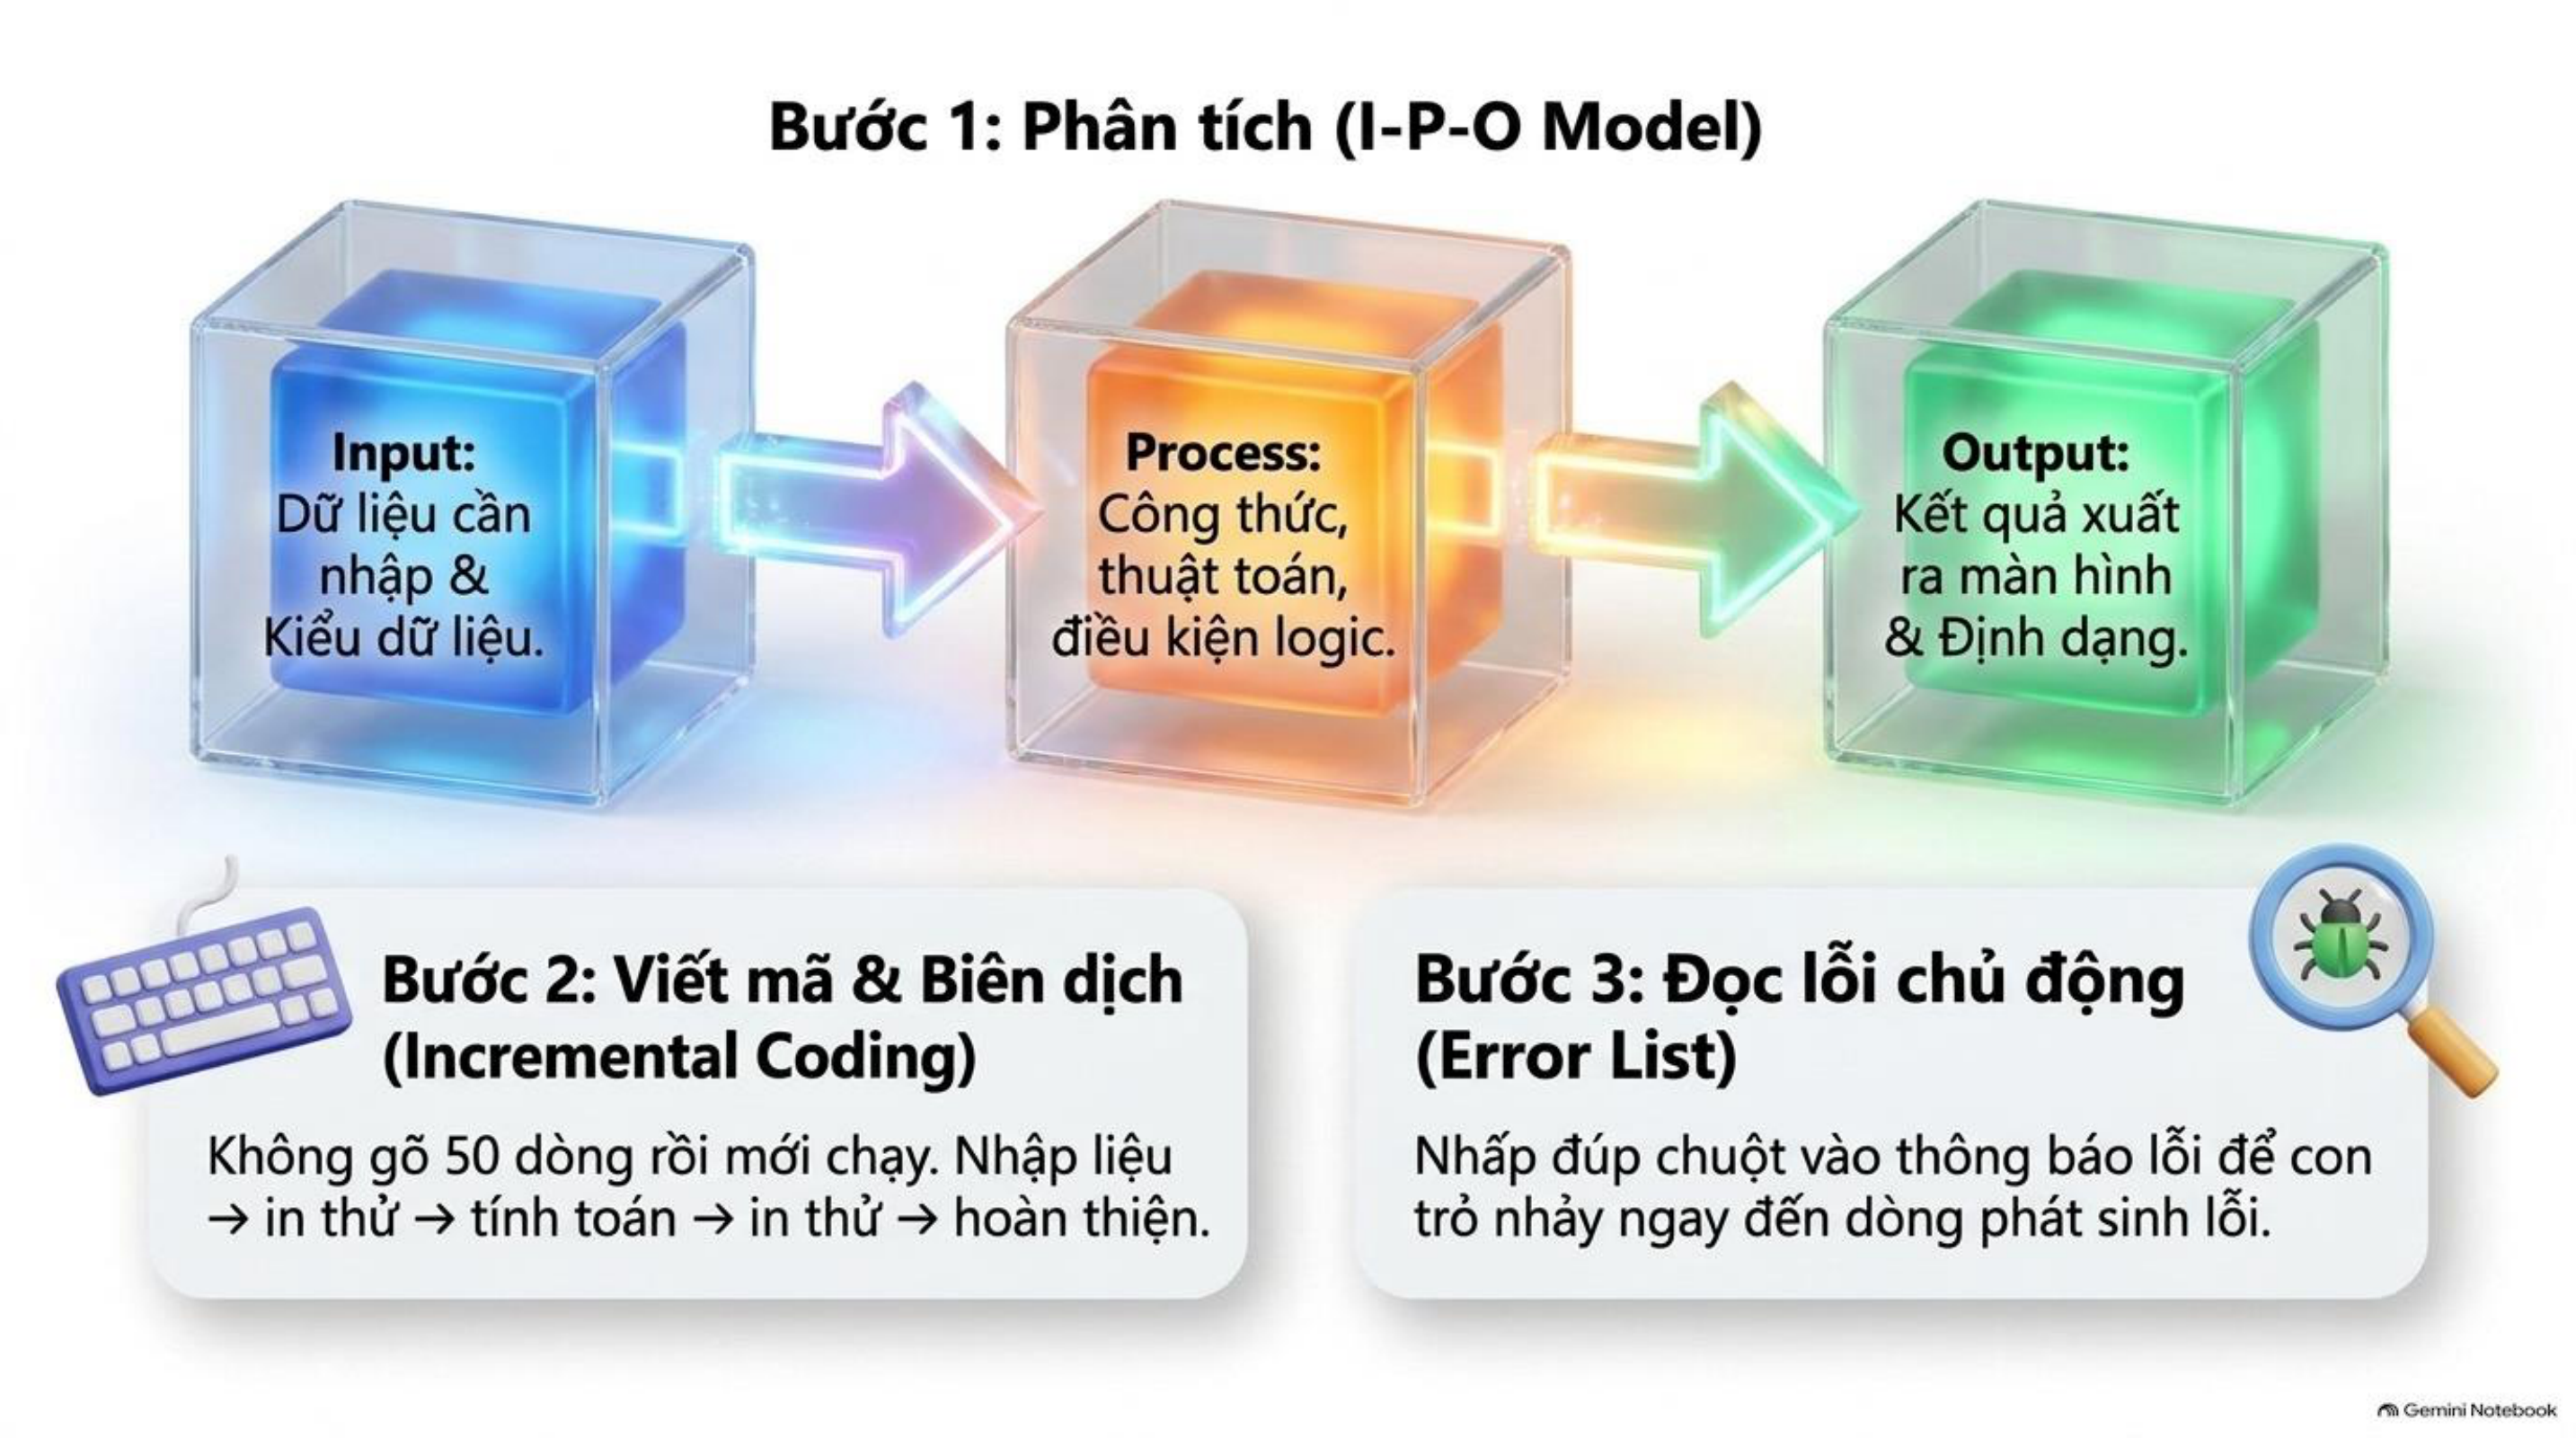 Bước 1: Phân tích (I-P-O Model)
Input:
Dữ liệu cần
nhập &
Kiểu dữ liệu.
Process:
Công thức,
thuật toán,
điều kiện logic.
Output:
Kết quả xuất
ra màn hình
& Định dạng.
Bước 2: Viết mã & Biên dịch
(Incremental Coding)
Không gõ 50 dòng rồi mới chạy. Nhập liệu
→ in thử → tính toán → in thử → hoàn thiện.
Bước 3: Đọc lỗi chủ động
(Error List)
Nhấp đúp chuột vào thông báo lỗi để con
trỏ nhảy ngay đến dòng phát sinh lỗi.
Gemini Notebook